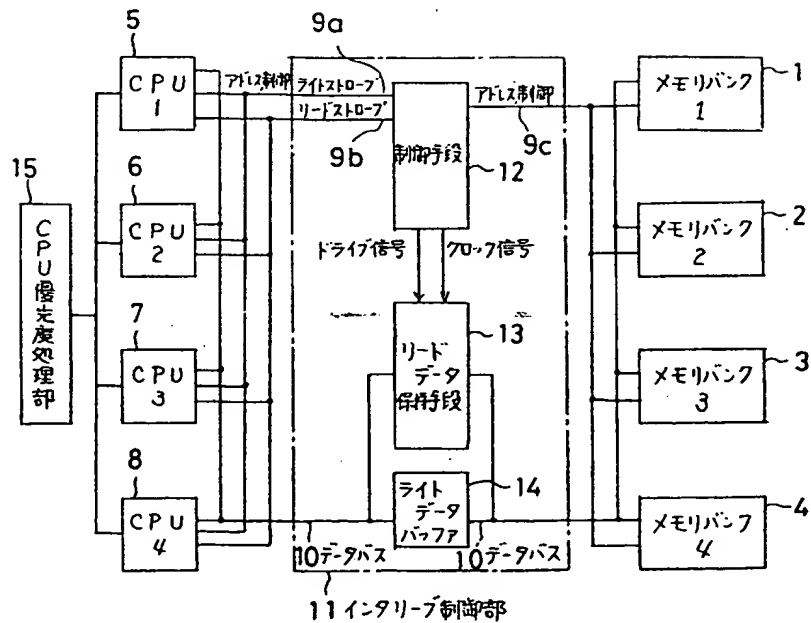 5
CPU
1
6
CPU
2
7
CPU
3
8
CPU
4
15
CPU優先度処理部
アドレス,制御
ライトストローブ
リードストローブ
9a
9b
制御手段
12
アドレス,制御
9c
ドライブ信号
クロック信号
リード
データ
保持手段
13
ライト
データ
バッファ
14
10データバス
10データバス
11インタリーブ制御部
メモリバンク
1
1
メモリバンク
2
2
メモリバンク
3
3
メモリバンク
4
4